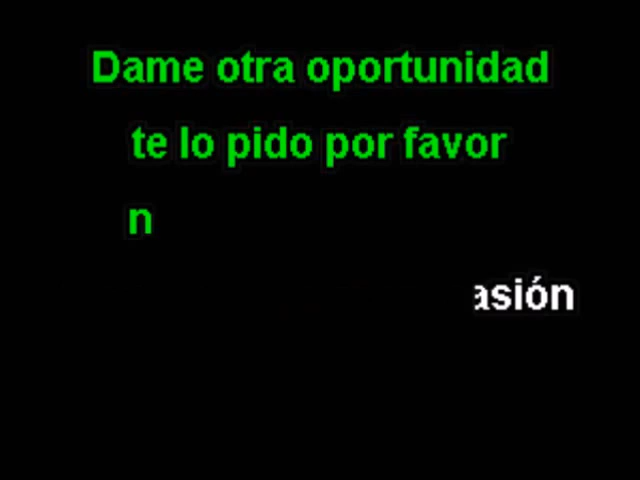 Dame otra oportunidad
te lo pido por favor
n
asión